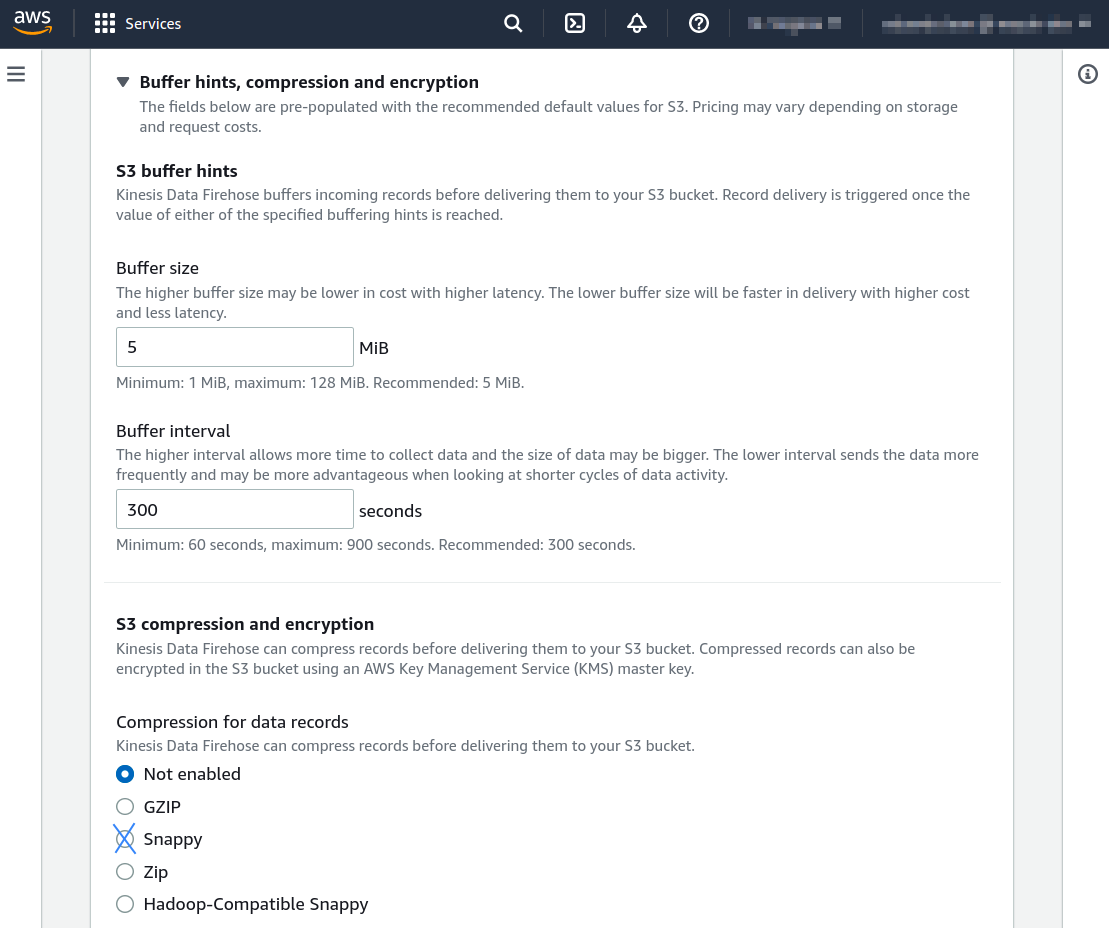 aws
Services
Buffer hints, compression and encryption
The fields below are pre-populated with the recommended default values for S3. Pricing may vary depending on storage
and request costs.
S3 buffer hints
Kinesis Data Firehose buffers incoming records before delivering them to your S3 bucket. Record delivery is triggered once the
value of either of the specified buffering hints is reached.
Buffer size
The higher buffer size may be lower in cost with higher latency. The lower buffer size will be faster in delivery with higher cost
and less latency.
5 MiB
Minimum: 1 MiB, maximum: 128 MiB. Recommended: 5 MiB.
Buffer interval
The higher interval allows more time to collect data and the size of data may be bigger. The lower interval sends the data more
frequently and may be more advantageous when looking at shorter cycles of data activity.
300 seconds
Minimum: 60 seconds, maximum: 900 seconds. Recommended: 300 seconds.
S3 compression and encryption
Kinesis Data Firehose can compress records before delivering them to your S3 bucket. Compressed records can also be
encrypted in the S3 bucket using an AWS Key Management Service (KMS) master key.
Compression for data records
Kinesis Data Firehose can compress records before delivering them to your S3 bucket.
Not enabled
GZIP
Snappy
Zip
Hadoop-Compatible Snappy